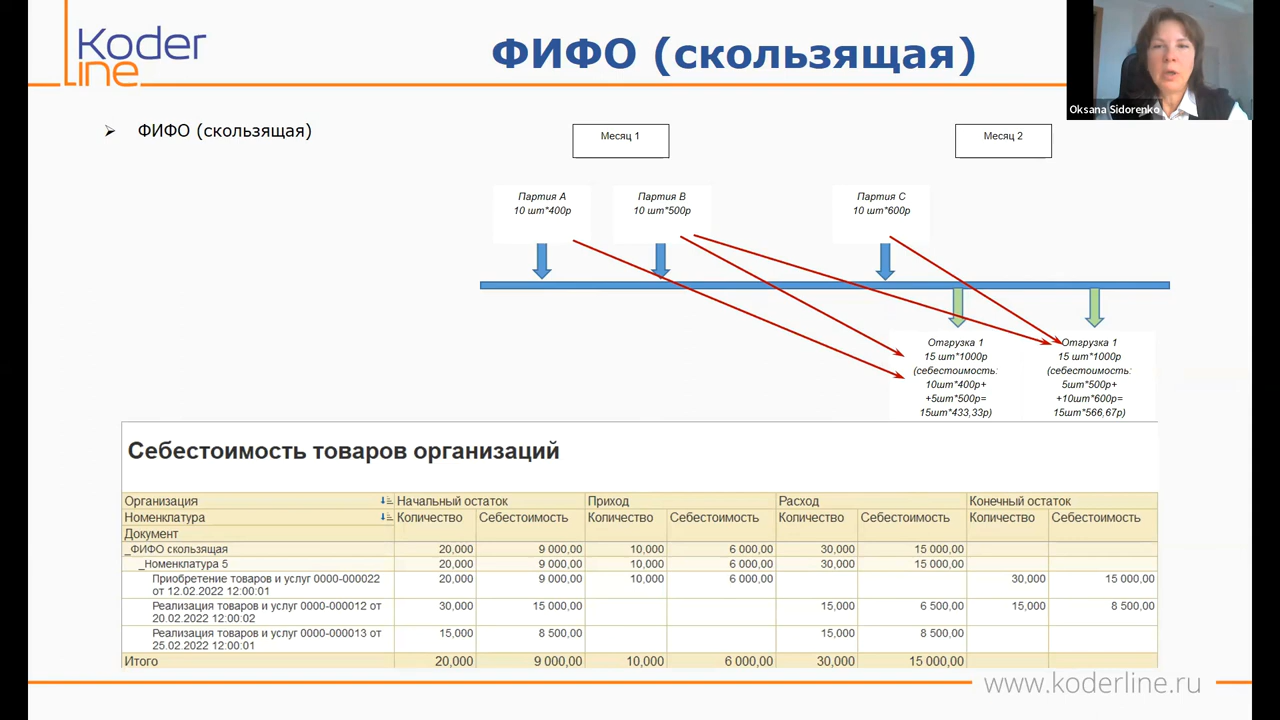 Koder
line
ФИФО (скользящая)
Oksana Sidorenko
ФИФО (скользящая)
Месяц 1
Месяц 2
Партия А
10 шт*400р
Партия В
10 шт*500р
Партия С
10 шт*600р
Отгрузка 1
15 шт*1000р
(себестоимость:
10шт*400р+
+5шт*500р=
15шт*433,33р)
Отгрузка 1
15 шт*1000р
(себестоимость:
5шт*500р+
+10шт*600р=
15шт*566,67р)
Себестоимость товаров организаций
Организация Начальный остаток Приход Расход Конечный остаток
Номенклатура Количество Себестоимость Количество Себестоимость Количество Себестоимость Количество Себестоимость
Документ
_ФИФО скользящая 20,000 9 000,00 10,000 6 000,00 30,000 15 000,00
_Номенклатура 5 20,000 9 000,00 10,000 6 000,00 30,000 15 000,00
Приобретение товаров и услуг 0000-000022 20,000 9 000,00 10,000 6 000,00 30,000 15 000,00
от 12.02.2022 12:00:01
Реализация товаров и услуг 0000-000012 от 30,000 15 000,00 15,000 6 500,00 15,000 8 500,00
20.02.2022 12:00:02
Реализация товаров и услуг 0000-000013 от 15,000 8 500,00 15,000 8 500,00
25.02.2022 12:00:01
Итого 20,000 9 000,00 10,000 6 000,00 30,000 15 000,00
www.koderline.ru